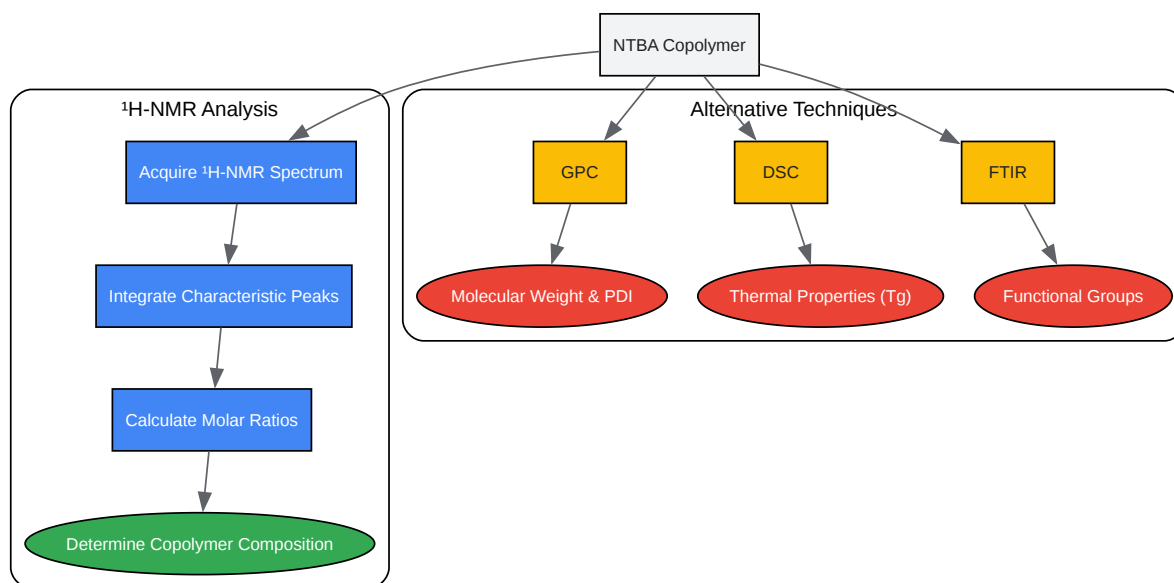 NTBA Copolymer
¹H-NMR Analysis
Alternative Techniques
Acquire ¹H-NMR Spectrum
GPC
DSC
FTIR
Integrate Characteristic Peaks
Molecular Weight & PDI
Thermal Properties (Tg)
Functional Groups
Calculate Molar Ratios
Determine Copolymer Composition